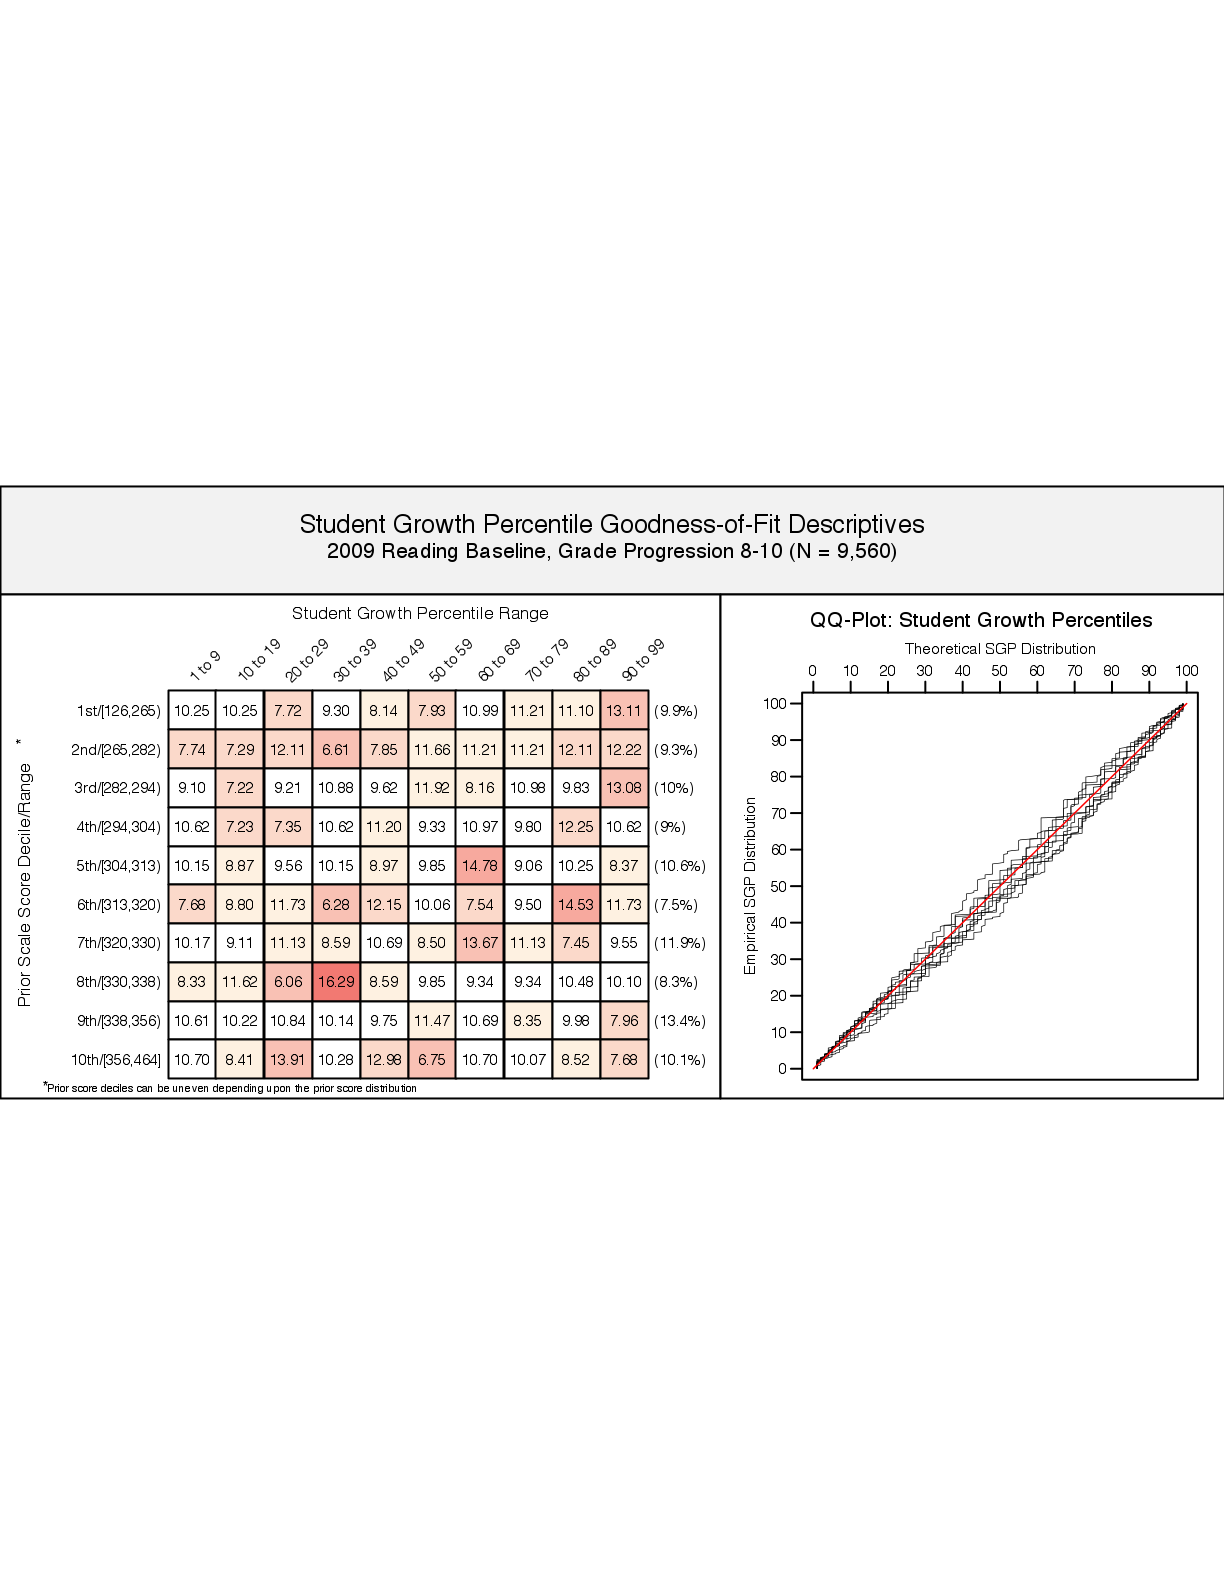 Student Growth Percentile Goodness-of-Fit Descriptives
2009 Reading Baseline, Grade Progression 8-10 (N = 9,560)
Student Growth Percentile Range
1 to 9 10 to 19 20 to 29 30 to 39 40 to 49 50 to 59 60 to 69 70 to 79 80 to 89 90 to 99
Prior Scale Score Decile/Range *
1st/[126,265) 10.25 10.25 7.72 9.30 8.14 7.93 10.99 11.21 11.10 13.11 (9.9%)
2nd/[265,282) 7.74 7.29 12.11 6.61 7.85 11.66 11.21 11.21 12.11 12.22 (9.3%)
3rd/[282,294) 9.10 7.22 9.21 10.88 9.62 11.92 8.16 10.98 9.83 13.08 (10%)
4th/[294,304) 10.62 7.23 7.35 10.62 11.20 9.33 10.97 9.80 12.25 10.62 (9%)
5th/[304,313) 10.15 8.87 9.56 10.15 8.97 9.85 14.78 9.06 10.25 8.37 (10.6%)
6th/[313,320) 7.68 8.80 11.73 6.28 12.15 10.06 7.54 9.50 14.53 11.73 (7.5%)
7th/[320,330) 10.17 9.11 11.13 8.59 10.69 8.50 13.67 11.13 7.45 9.55 (11.9%)
8th/[330,338) 8.33 11.62 6.06 16.29 8.59 9.85 9.34 9.34 10.48 10.10 (8.3%)
9th/[338,356) 10.61 10.22 10.84 10.14 9.75 11.47 10.69 8.35 9.98 7.96 (13.4%)
10th/[356,464] 10.70 8.41 13.91 10.28 12.98 6.75 10.70 10.07 8.52 7.68 (10.1%)
*Prior score deciles can be uneven depending upon the prior score distribution
QQ-Plot: Student Growth Percentiles
Theoretical SGP Distribution
0 10 20 30 40 50 60 70 80 90 100
Empirical SGP Distribution
100
90
80
70
60
50
40
30
20
10
0